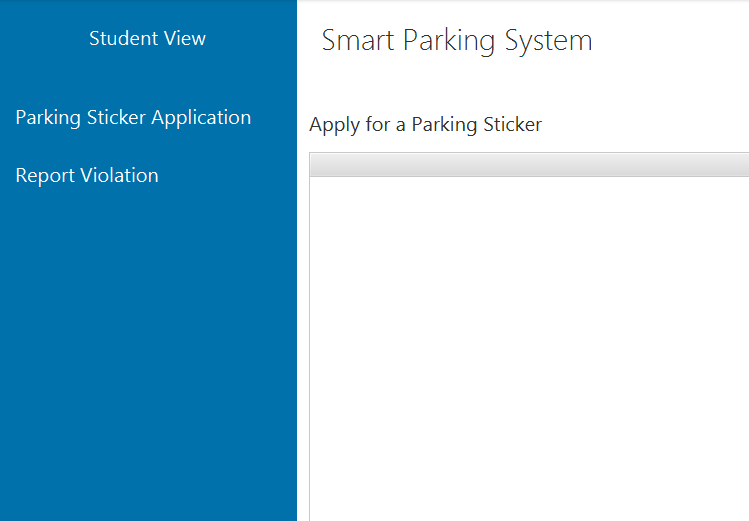 Student View
Smart Parking System
Parking Sticker Application
Apply for a Parking Sticker
Report Violation